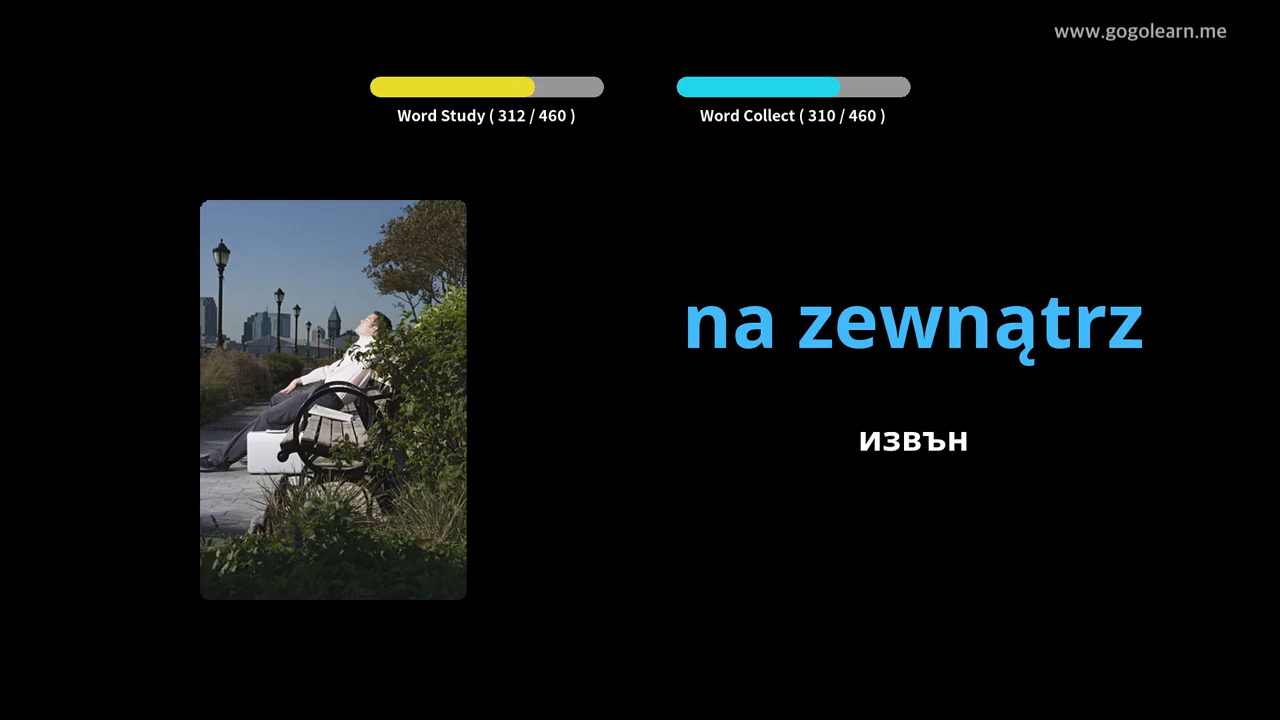 www.gogolearn.me
Word Study ( 312 / 460 )
Word Collect ( 310 / 460 )
na zewnątrz
извън